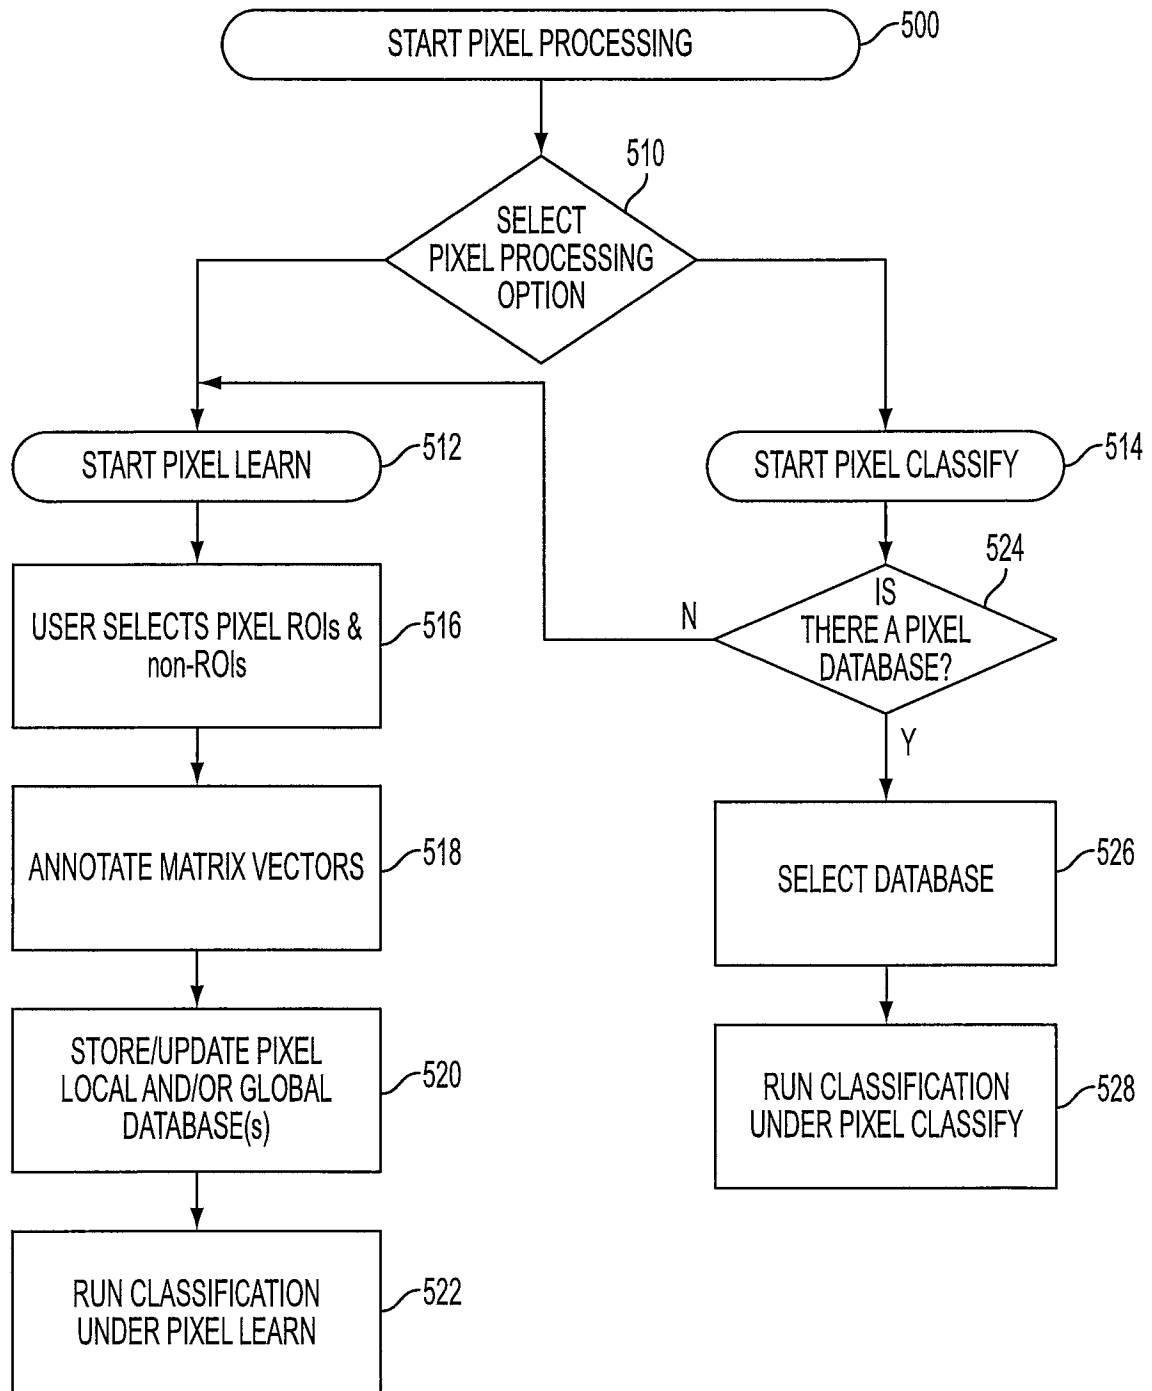 START PIXEL PROCESSING
500
510
SELECT
PIXEL PROCESSING
OPTION
START PIXEL LEARN
512
START PIXEL CLASSIFY
514
USER SELECTS PIXEL ROIs &
non-ROIs
516
524
IS
THERE A PIXEL
DATABASE?
N
Y
ANNOTATE MATRIX VECTORS
518
SELECT DATABASE
526
STORE/UPDATE PIXEL
LOCAL AND/OR GLOBAL
DATABASE(s)
520
RUN CLASSIFICATION
UNDER PIXEL CLASSIFY
528
RUN CLASSIFICATION
UNDER PIXEL LEARN
522